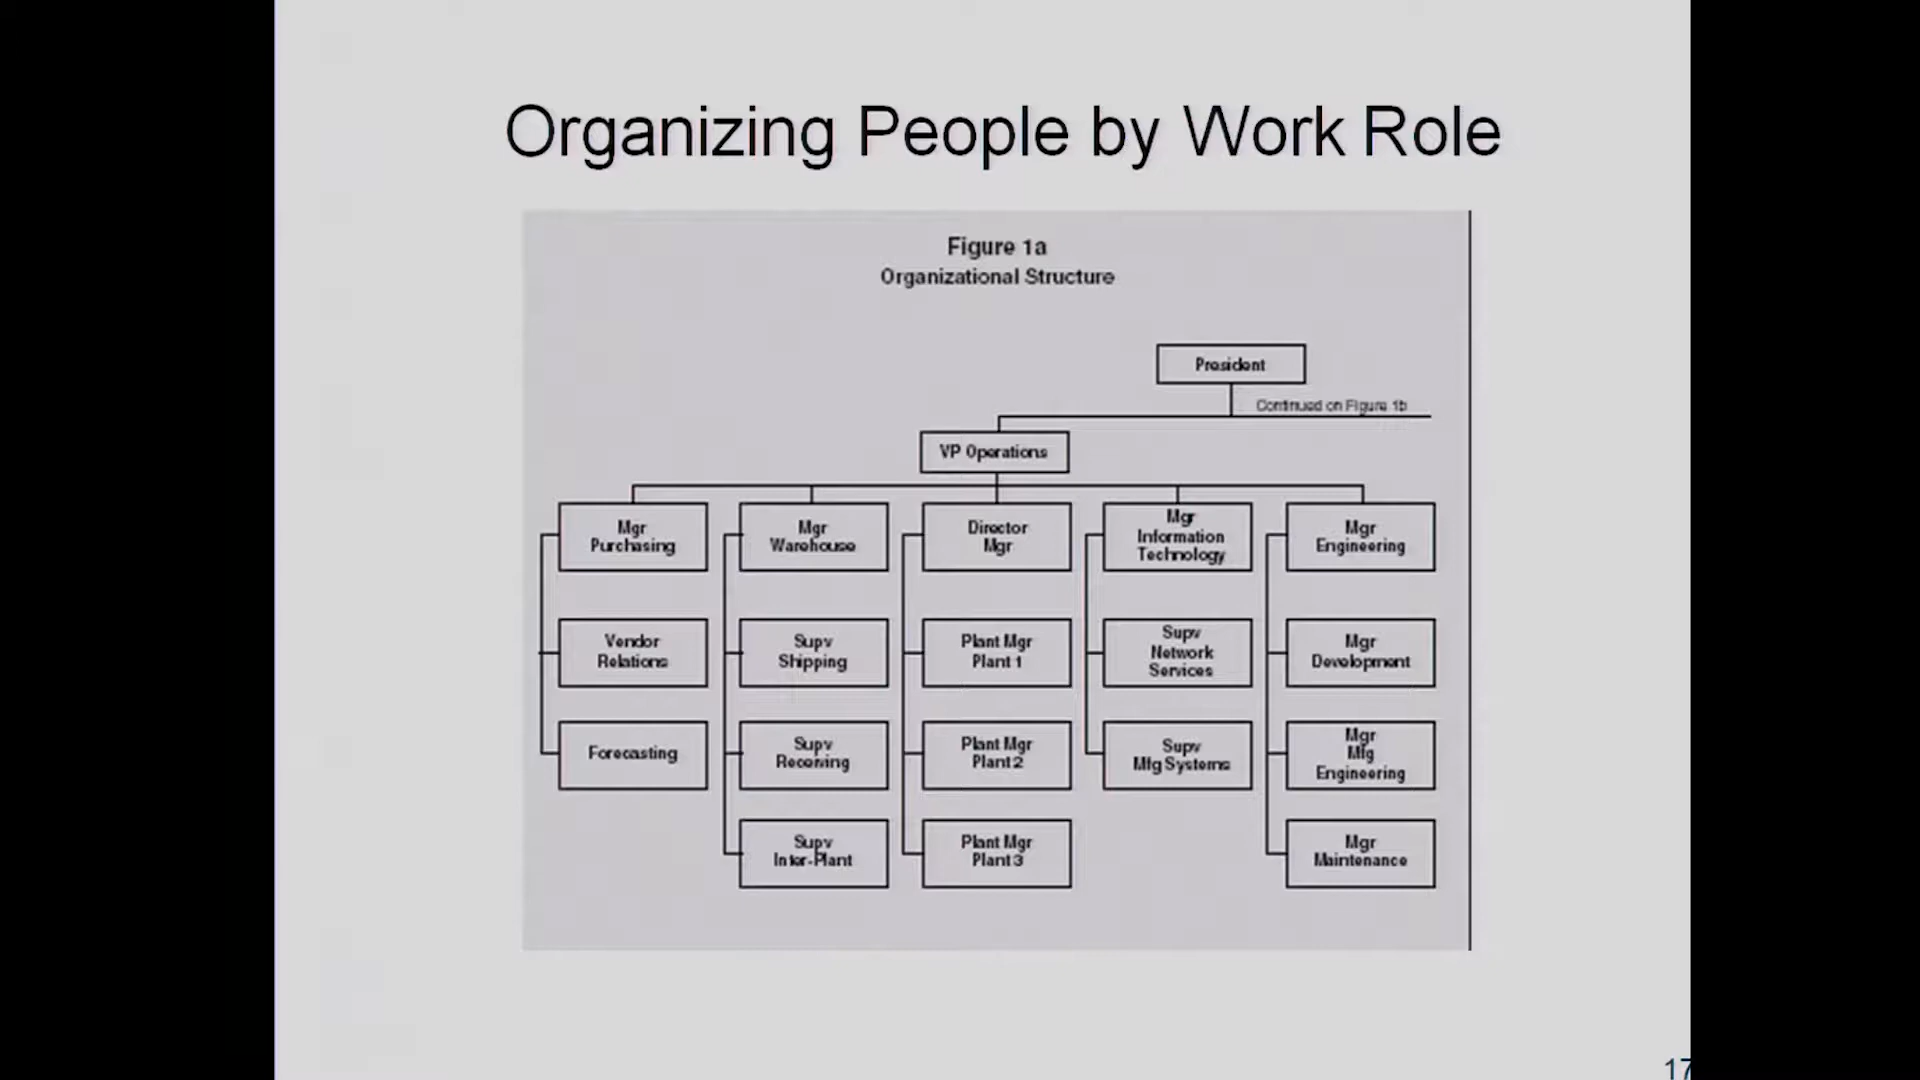 Organizing People by Work Role
Figure 1a
Organizational Structure
President
Continued on Figure 1b
VP Operations
Mgr
Purchasing
Mgr
Warehouse
Director
Mgr
Mgr
Information
Technology
Mgr
Engineering
Vendor
Relations
Supv
Shipping
Plant Mgr
Plant 1
Supv
Network
Services
Mgr
Development
Forecasting
Supv
Receiving
Plant Mgr
Plant 2
Supv
Mfg Systems
Mgr
Mfg
Engineering
Supv
Inter-Plant
Plant Mgr
Plant 3
Mgr
Maintenance
17